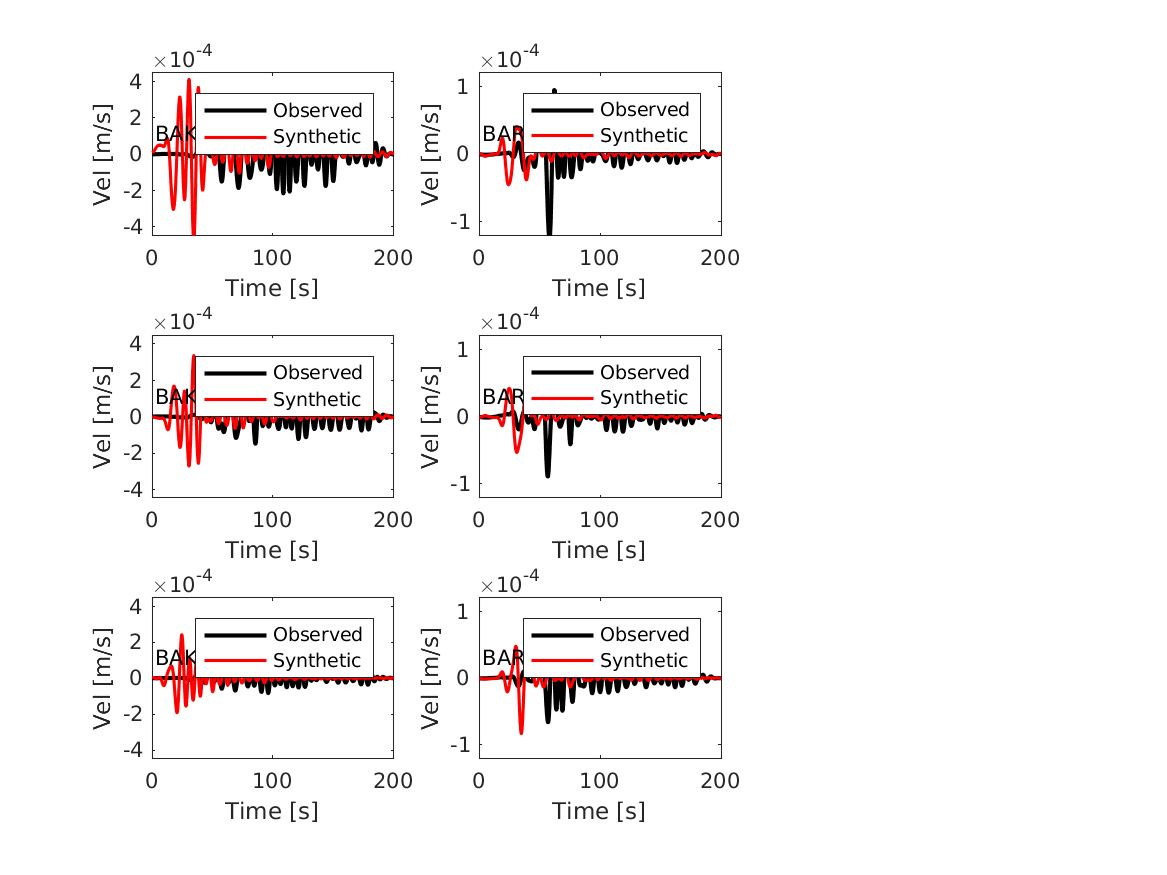 ×10-4
×10-4
4
2
0
-2
-4
Vel [m/s]
BAK
Observed
Synthetic
0
100
200
Time [s]
1
0
-1
Vel [m/s]
BAR
Observed
Synthetic
0
100
200
Time [s]
×10-4
×10-4
4
2
0
-2
-4
Vel [m/s]
BAK
Observed
Synthetic
0
100
200
Time [s]
1
0
-1
Vel [m/s]
BAR
Observed
Synthetic
0
100
200
Time [s]
×10-4
×10-4
4
2
0
-2
-4
Vel [m/s]
BAK
Observed
Synthetic
0
100
200
Time [s]
1
0
-1
Vel [m/s]
BAR
Observed
Synthetic
0
100
200
Time [s]